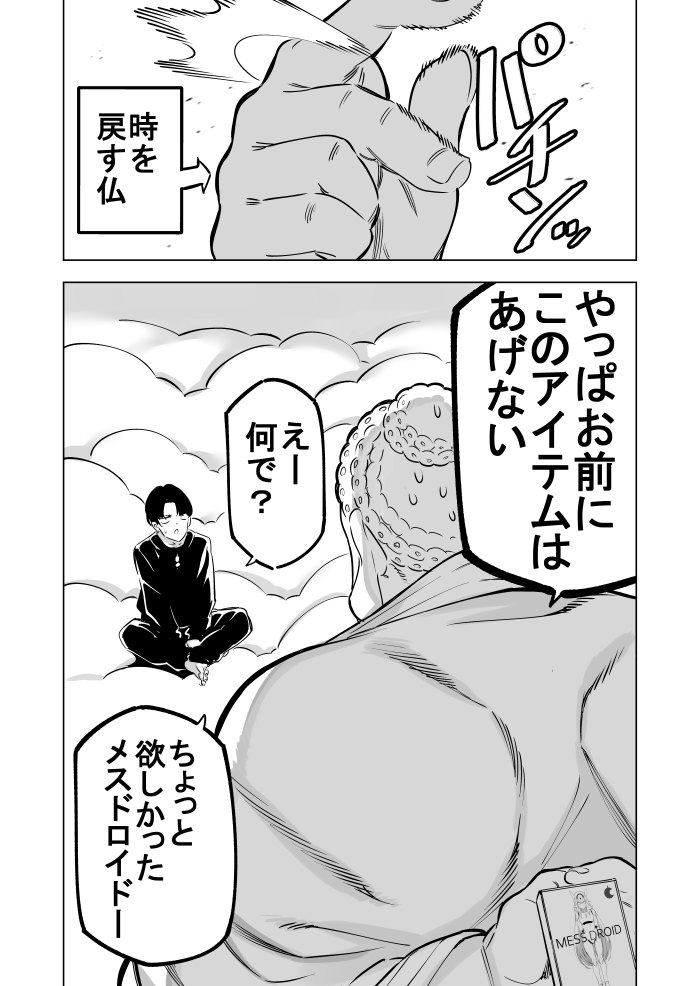 パチンッ
時を
戻す仏
やっぱお前に
このアイテムは
あげない
えー
何で？
ちょっと
欲しかった
メスドロイドー
MESS DROID